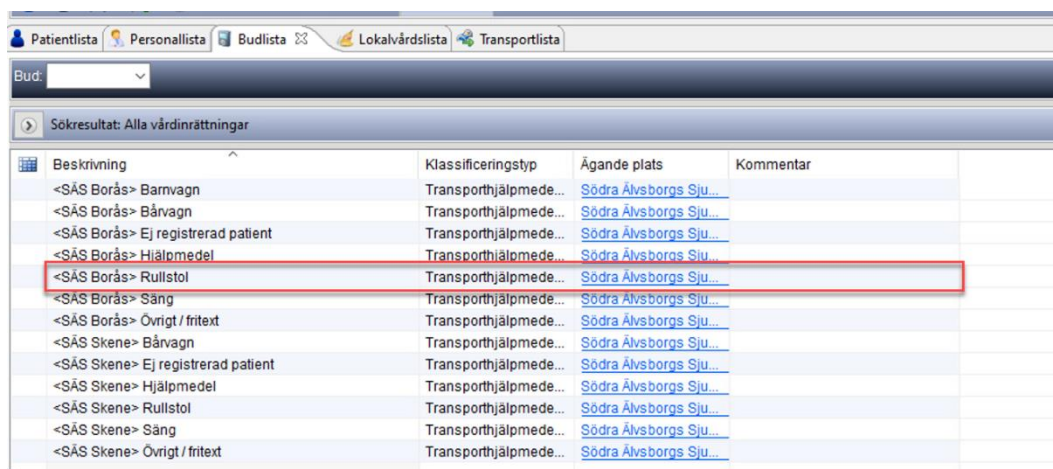 Patientlista Personallista Budlista Lokalvårdslista Transportlista
Bud:
Sökresultat: Alla vårdinrättningar
Beskrivning Klassificeringstyp Ägande plats Kommentar
<SÄS Borås> Barnvagn Transporthjälpmede... Södra Älvsborgs Sju...
<SÄS Borås> Bårvagn Transporthjälpmede... Södra Älvsborgs Sju...
<SÄS Borås> Ej registrerad patient Transporthjälpmede... Södra Älvsborgs Sju...
<SÄS Borås> Hjälpmedel Transporthjälpmede... Södra Älvsborgs Sju...
<SÄS Borås> Rullstol Transporthjälpmede... Södra Älvsborgs Sju...
<SÄS Borås> Säng Transporthjälpmede... Södra Älvsborgs Sju...
<SÄS Borås> Övrigt / fritext Transporthjälpmede... Södra Älvsborgs Sju...
<SÄS Skene> Bårvagn Transporthjälpmede... Södra Älvsborgs Sju...
<SÄS Skene> Ej registrerad patient Transporthjälpmede... Södra Älvsborgs Sju...
<SÄS Skene> Hjälpmedel Transporthjälpmede... Södra Älvsborgs Sju...
<SÄS Skene> Rullstol Transporthjälpmede... Södra Älvsborgs Sju...
<SÄS Skene> Säng Transporthjälpmede... Södra Älvsborgs Sju...
<SÄS Skene> Övrigt / fritext Transporthjälpmede... Södra Älvsborgs Sju...